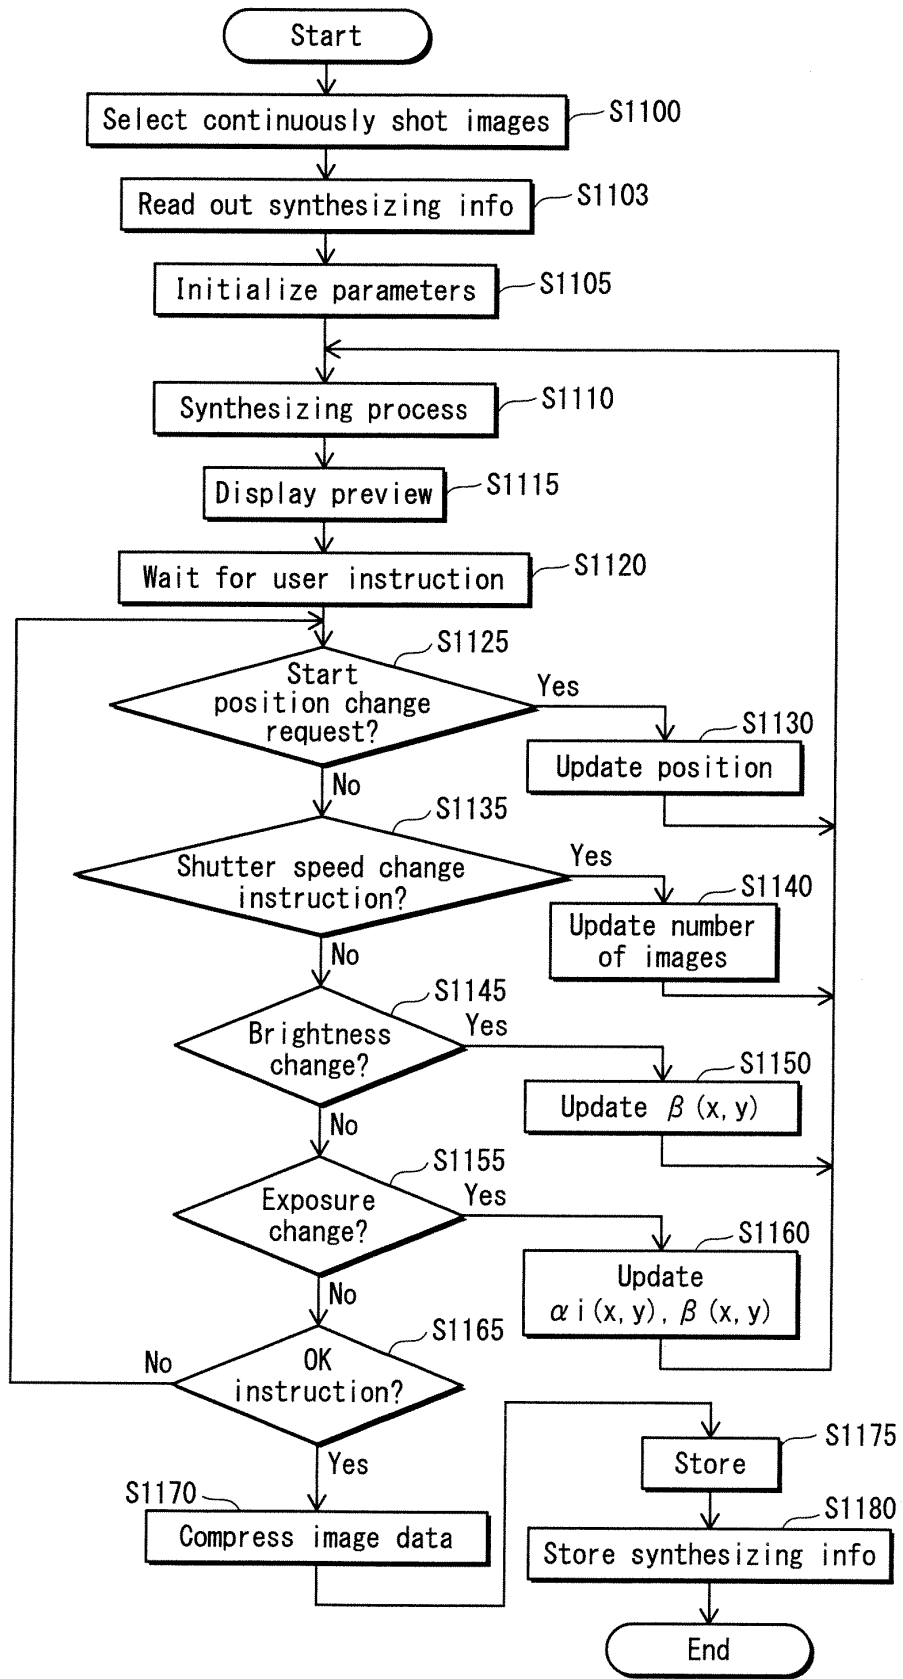 Start
Select continuously shot images
S1100
Read out synthesizing info
S1103
Initialize parameters
S1105
Synthesizing process
S1110
Display preview
S1115
Wait for user instruction
S1120
S1125
Start
position change
request?
Yes
S1130
Update position
No
S1135
Shutter speed change
instruction?
Yes
S1140
Update number
of images
No
S1145
Brightness
change?
Yes
S1150
Update β (x, y)
No
S1155
Exposure
change?
Yes
S1160
Update
α i (x, y), β (x, y)
No
S1165
OK
instruction?
No
Yes
S1170
Compress image data
S1175
Store
S1180
Store synthesizing info
End